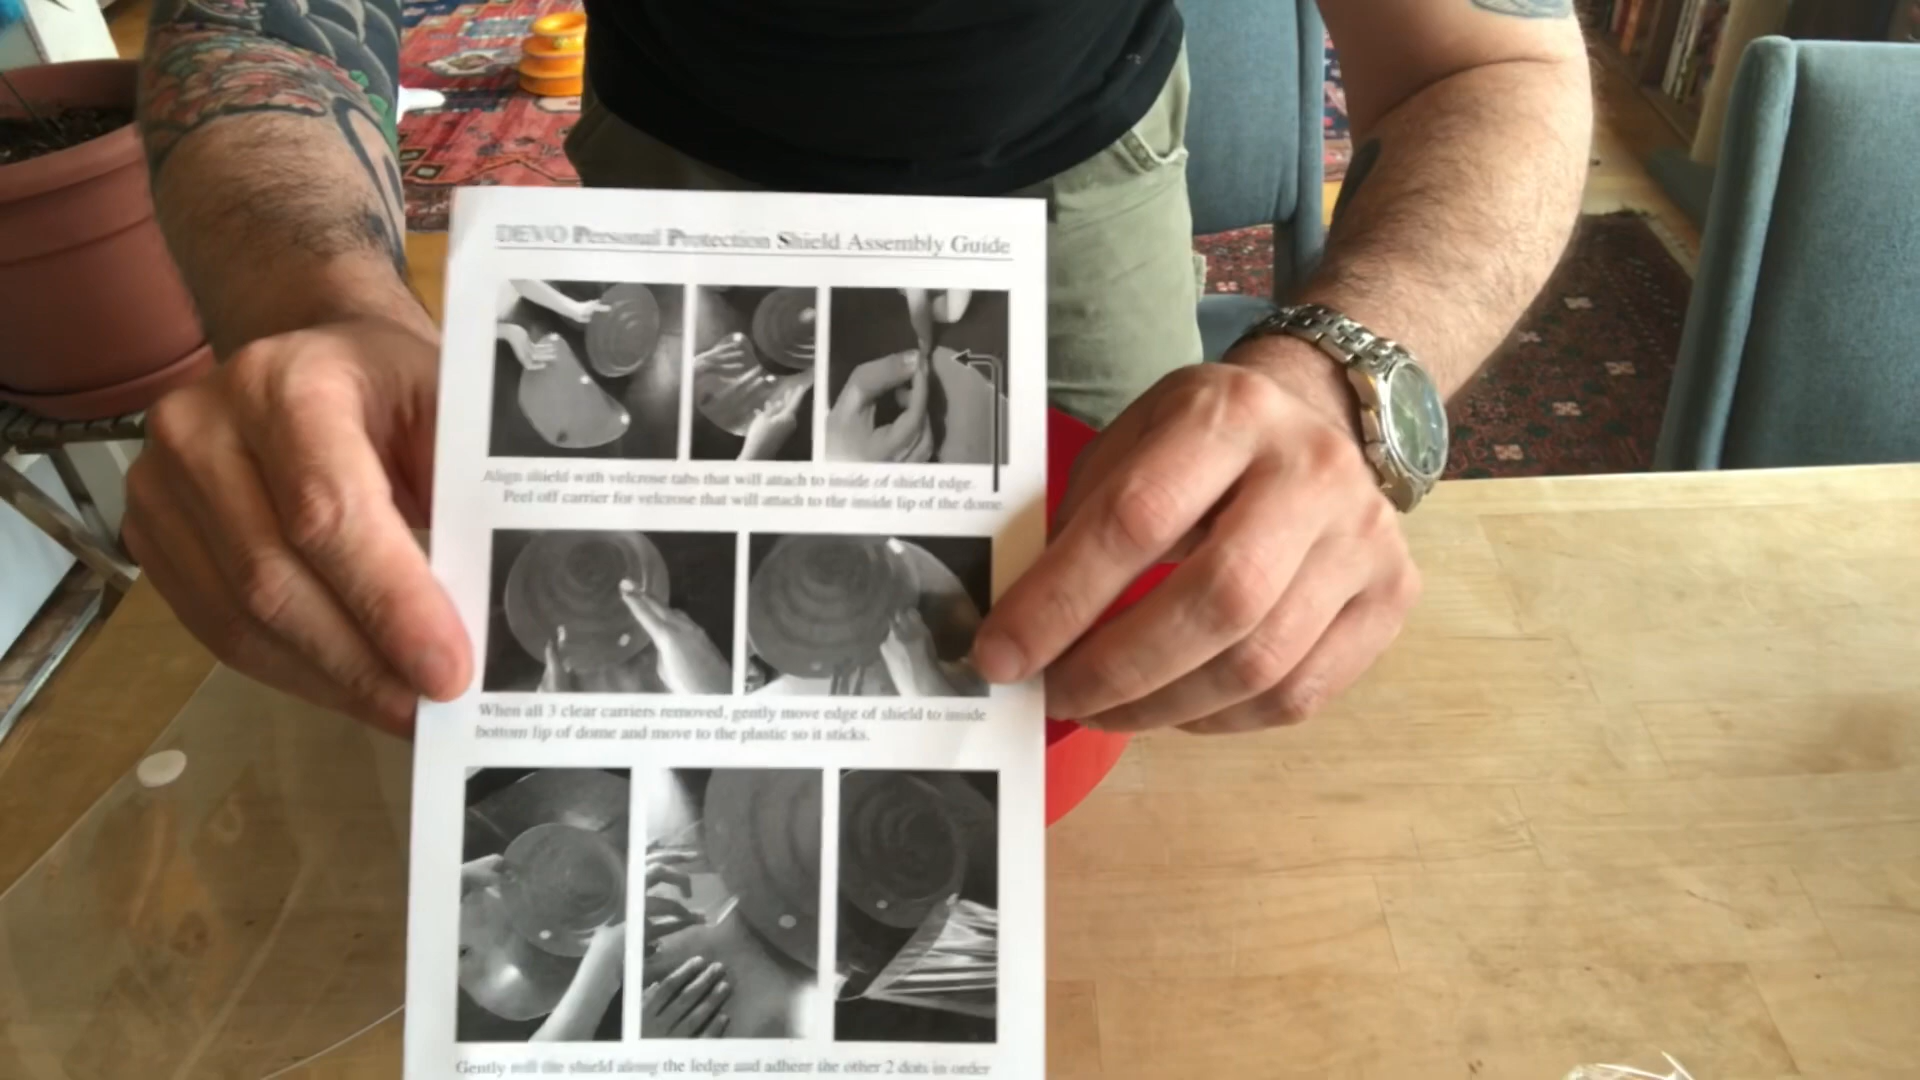 DEVO Personal Protection Shield Assembly Guide
Align shield with velcrose tabs that will attach to inside of shield edge.
Peel off carrier for velcrose that will attach to the inside lip of the dome.
When all 3 clear carriers removed, gently move edge of shield to inside
bottom lip of dome and move to the plastic so it sticks.
Gently roll the shield along the ledge and adhere the other 2 dots in order